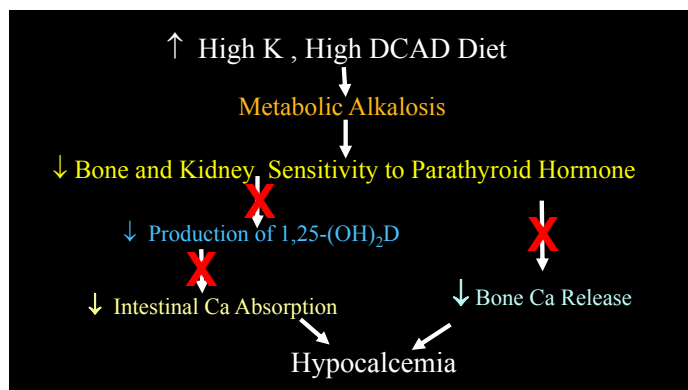 ↑ High K , High DCAD Diet
Metabolic Alkalosis
↓ Bone and Kidney Sensitivity to Parathyroid Hormone
X
↓ Production of 1,25-(OH)₂D
X
X
↓ Intestinal Ca Absorption
↓ Bone Ca Release
Hypocalcemia